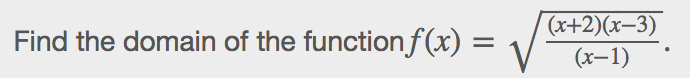 Find the domain of the function f(x) = √((x+2)(x−3)/(x−1)).